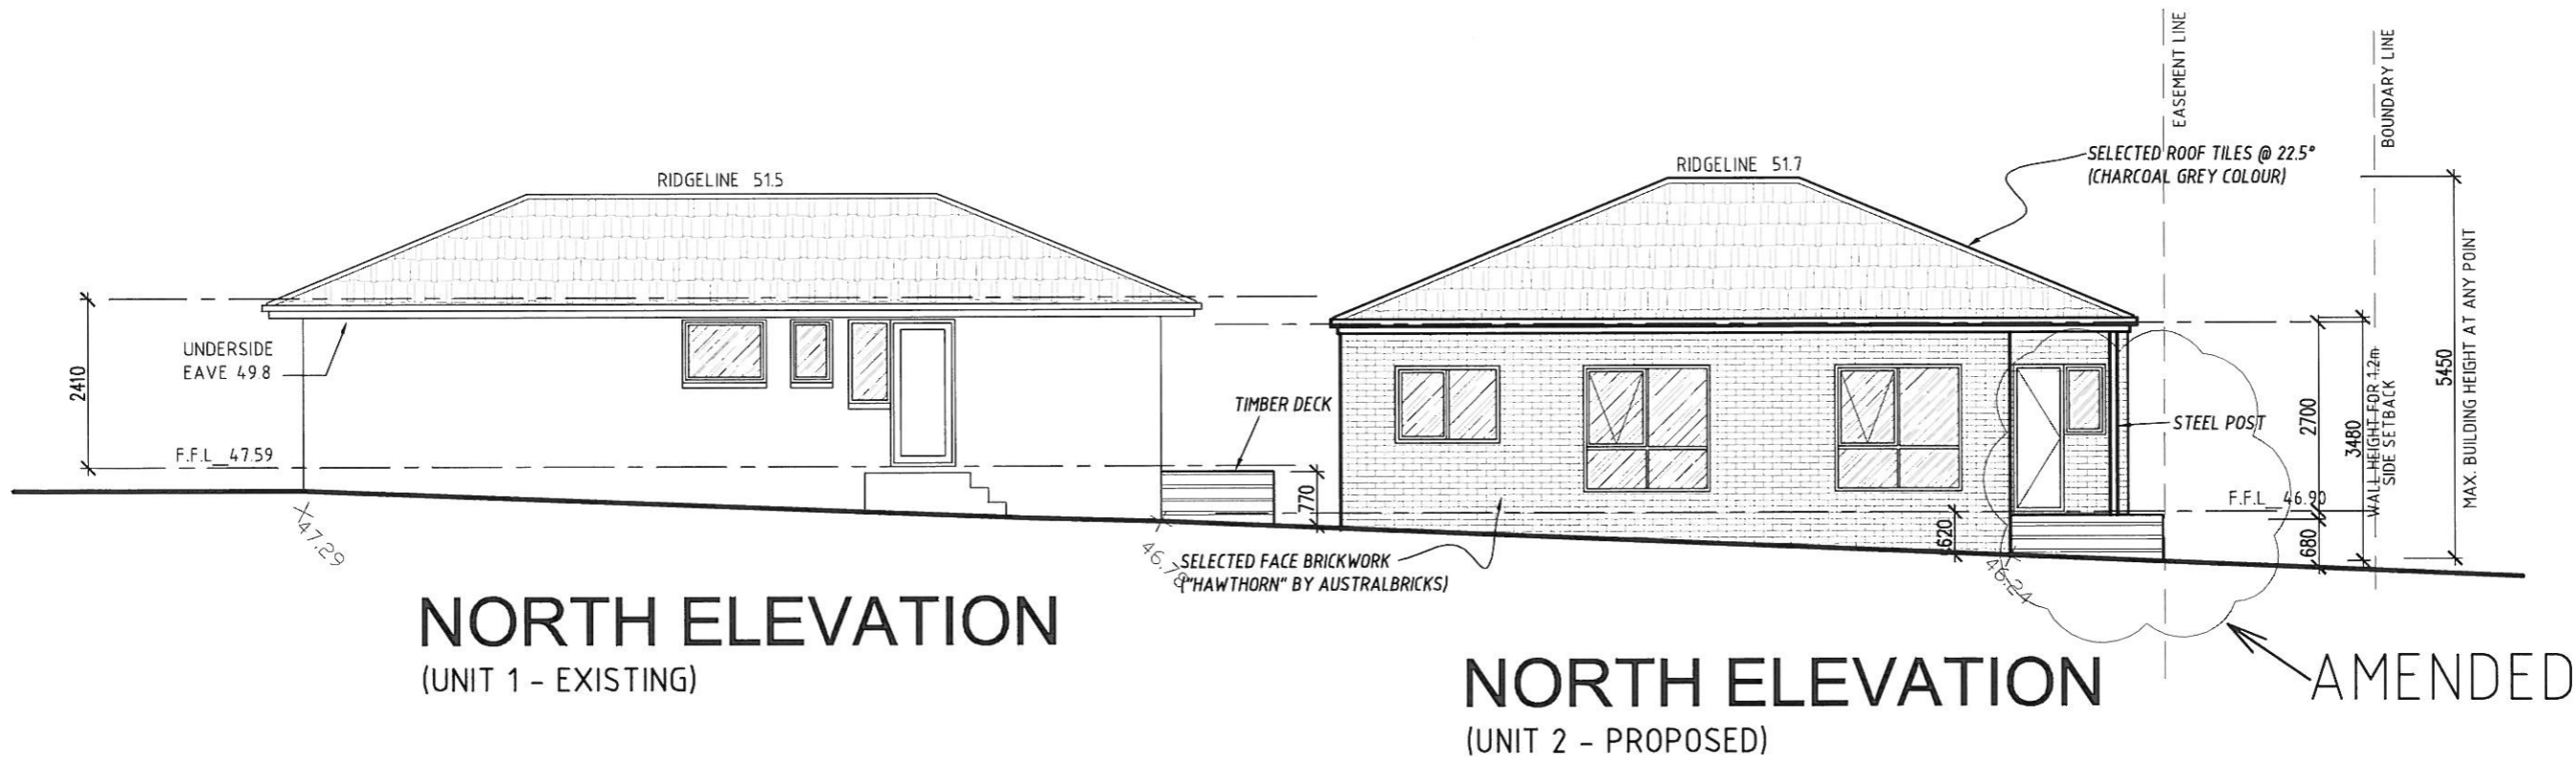 RIDGELINE 51.5
UNDERSIDE
EAVE 49.8
2410
F.F.L_47.59
47.29
46.78
TIMBER DECK
770
NORTH ELEVATION
(UNIT 1 - EXISTING)
RIDGELINE 51.7
SELECTED ROOF TILES @ 22.5°
(CHARCOAL GREY COLOUR)
EASEMENT LINE
BOUNDARY LINE
STEEL POST
F.F.L_46.90
620
46.24
2700
680
3480
WALL HEIGHT FOR 1.2m
SIDE SETBACK
5450
MAX. BUILDING HEIGHT AT ANY POINT
SELECTED FACE BRICKWORK
("HAWTHORN" BY AUSTRALBRICKS)
NORTH ELEVATION
(UNIT 2 - PROPOSED)
AMENDED